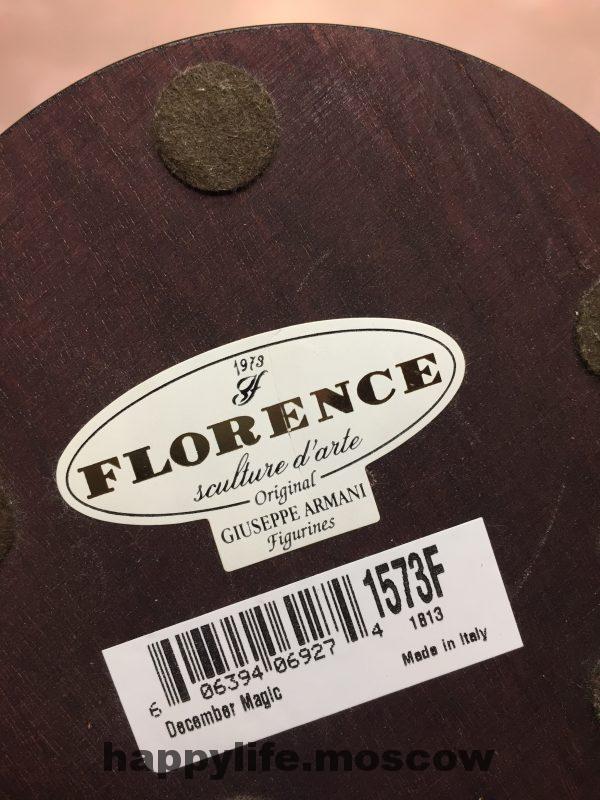 1973
FLORENCE
sculture d'arte
Original
GIUSEPPE ARMANI
Figurines
1573F
1813
6 06394 06927 4
December Magic
Made in Italy
happylife.moscow